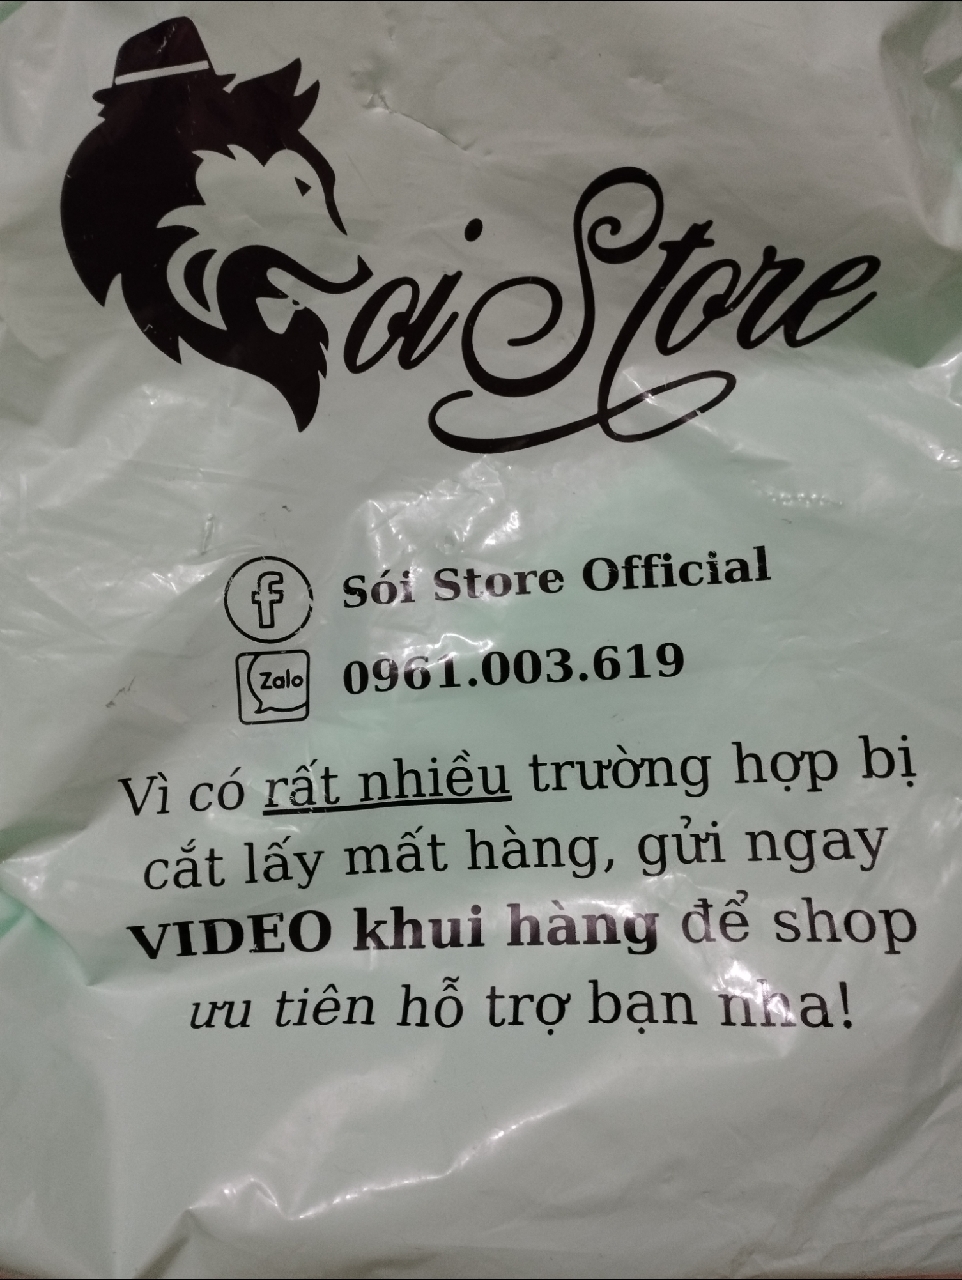 Sói Store
f Sói Store Official
Zalo 0961.003.619
Vì có rất nhiều trường hợp bị
cắt lấy mất hàng, gửi ngay
VIDEO khui hàng để shop
ưu tiên hỗ trợ bạn nha!